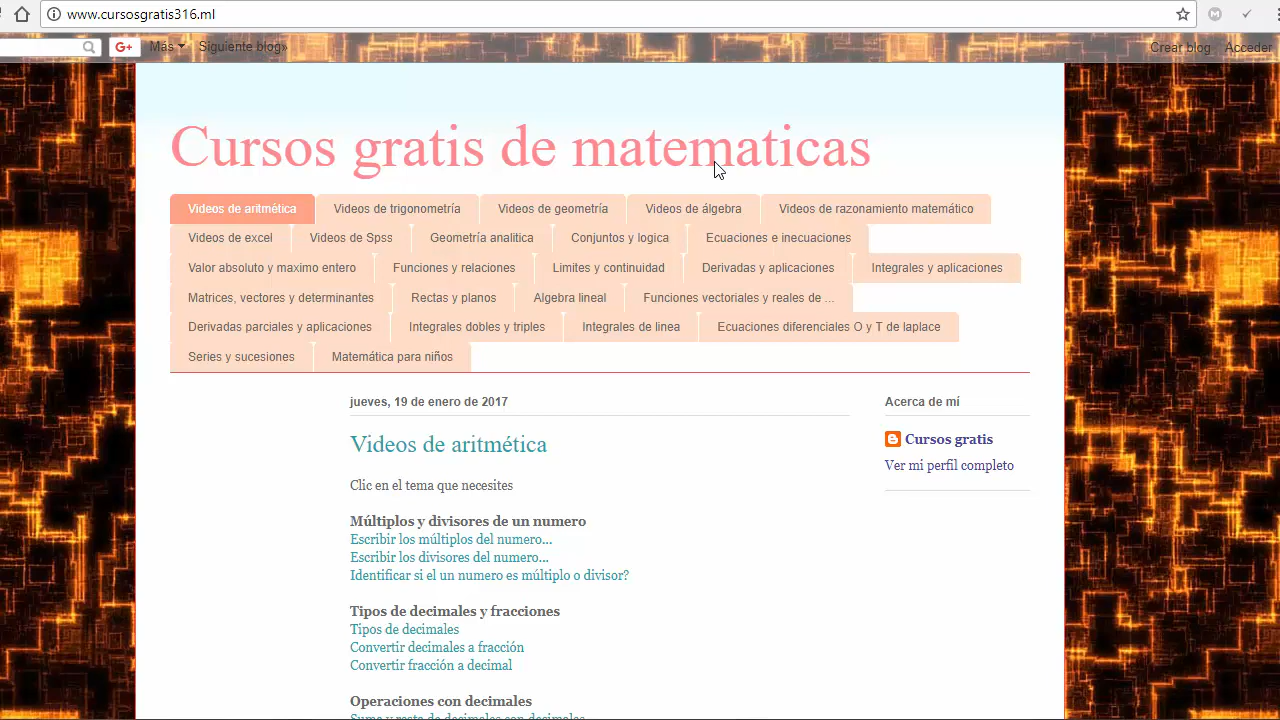 www.cursosgratis316.ml
G+ Más Siguiente blog» Crear blog Acceder
Cursos gratis de matematicas
Videos de aritmética Videos de trigonometría Videos de geometría Videos de álgebra Videos de razonamiento matemático
Videos de excel Videos de Spss Geometría analitica Conjuntos y logica Ecuaciones e inecuaciones
Valor absoluto y maximo entero Funciones y relaciones Limites y continuidad Derivadas y aplicaciones Integrales y aplicaciones
Matrices, vectores y determinantes Rectas y planos Algebra lineal Funciones vectoriales y reales de ...
Derivadas parciales y aplicaciones Integrales dobles y triples Integrales de linea Ecuaciones diferenciales O y T de laplace
Series y sucesiones Matemática para niños
jueves, 19 de enero de 2017
Videos de aritmética
Clic en el tema que necesites
Múltiplos y divisores de un numero
Escribir los múltiplos del numero...
Escribir los divisores del numero...
Identificar si el un numero es múltiplo o divisor?
Tipos de decimales y fracciones
Tipos de decimales
Convertir decimales a fracción
Convertir fracción a decimal
Operaciones con decimales
Suma y resta de decimales con decimales
Acerca de mí
Cursos gratis
Ver mi perfil completo